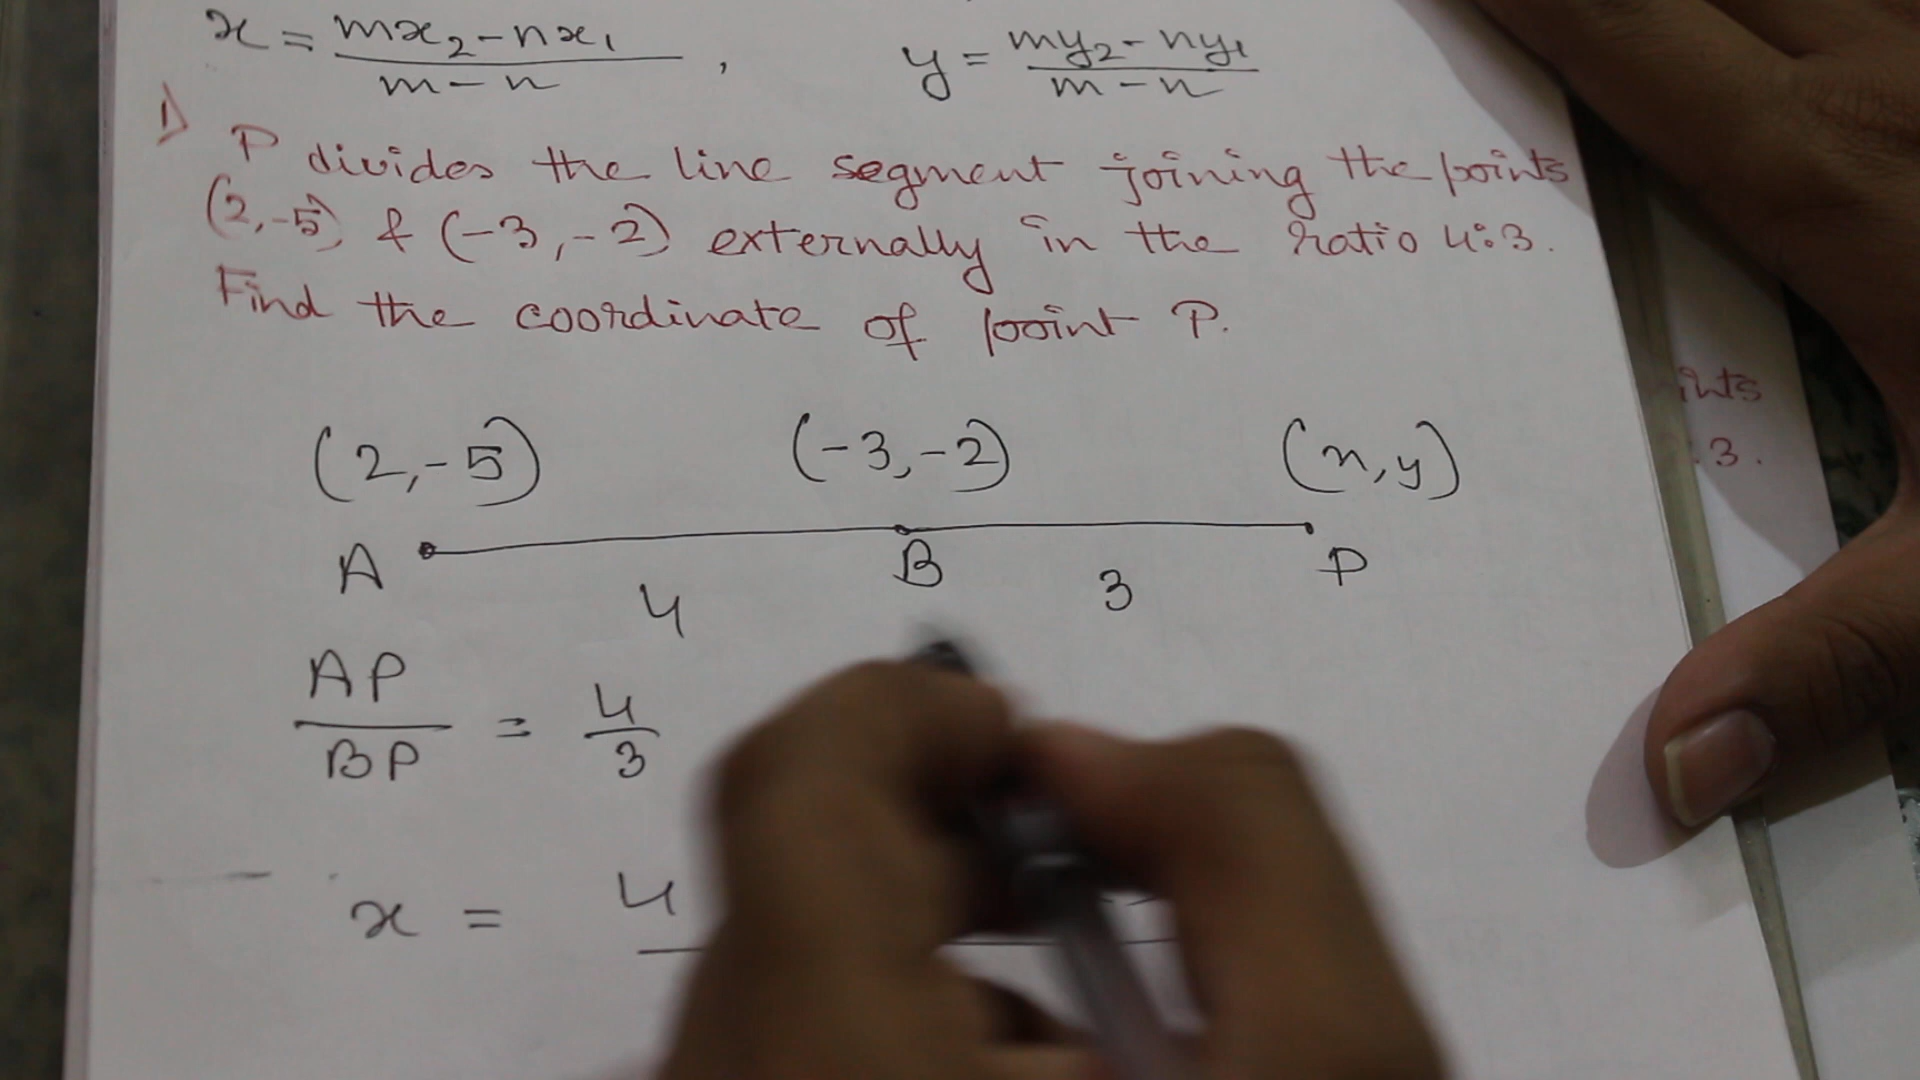 x = mx₂-nx₁ / m-n , y = my₂-ny₁ / m-n
1) P divides the line segment joining the points
(2,-5) & (-3,-2) externally in the ratio 4:3.
Find the coordinate of point P.
(2,-5) (-3,-2) (x,y)
A B P
4 3
AP / BP = 4 / 3
x = 4
ints
3.